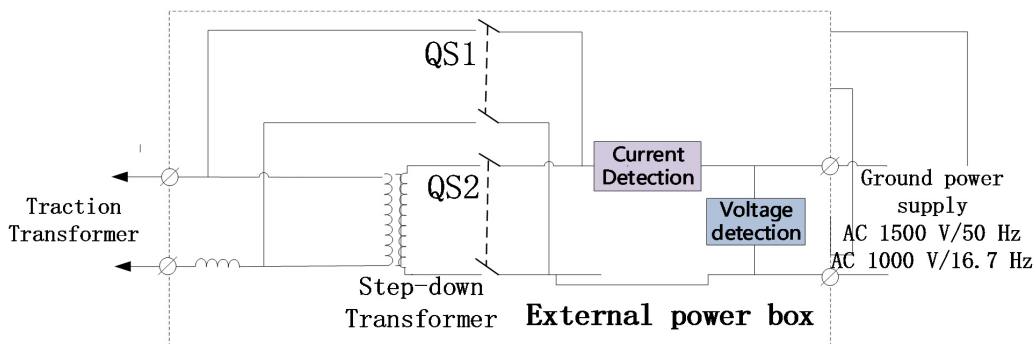 QS1
Current
Detection
QS2
Voltage
detection
Traction
Transformer
Ground power
supply
AC 1500 V/50 Hz
AC 1000 V/16.7 Hz
Step-down
Transformer
External power box